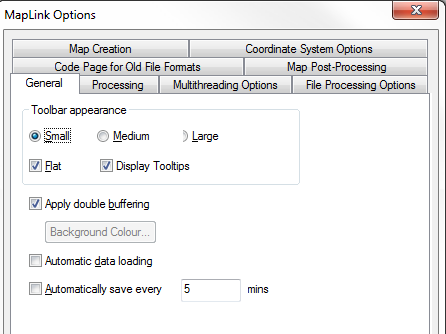 MapLink Options
Map Creation Coordinate System Options
Code Page for Old File Formats Map Post-Processing
General Processing Multithreading Options File Processing Options
Toolbar appearance
Small Medium Large
Flat Display Tooltips
Apply double buffering
Background Colour...
Automatic data loading
Automatically save every 5 mins